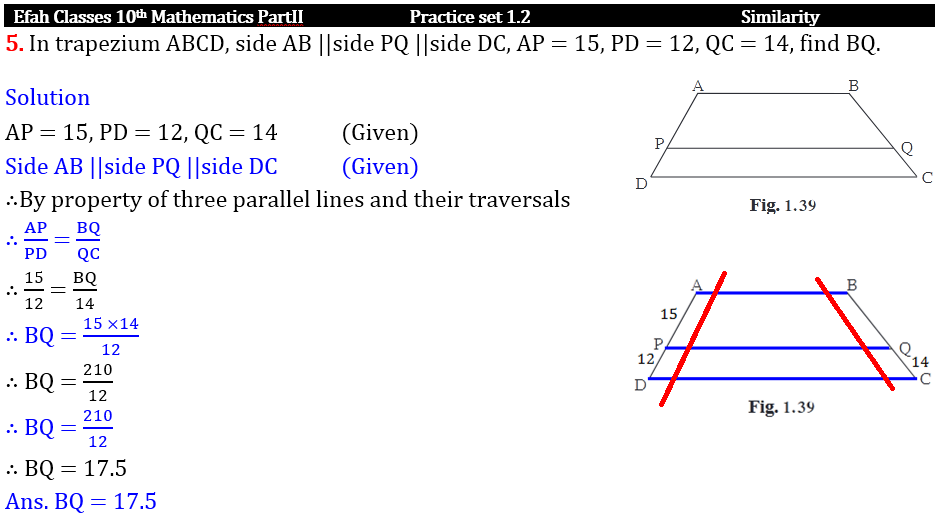 Efah Classes 10th Mathematics PartII Practice set 1.2 Similarity
5. In trapezium ABCD, side AB ||side PQ ||side DC, AP = 15, PD = 12, QC = 14, find BQ.
Solution
AP = 15, PD = 12, QC = 14 (Given)
Side AB ||side PQ ||side DC (Given)
∴By property of three parallel lines and their traversals
∴ AP/PD = BQ/QC
∴ 15/12 = BQ/14
∴ BQ = 15 ×14/12
∴ BQ = 210/12
∴ BQ = 210/12
∴ BQ = 17.5
Ans. BQ = 17.5
A B
P Q
D C
Fig. 1.39
A B
15
P Q
12 14
D C
Fig. 1.39